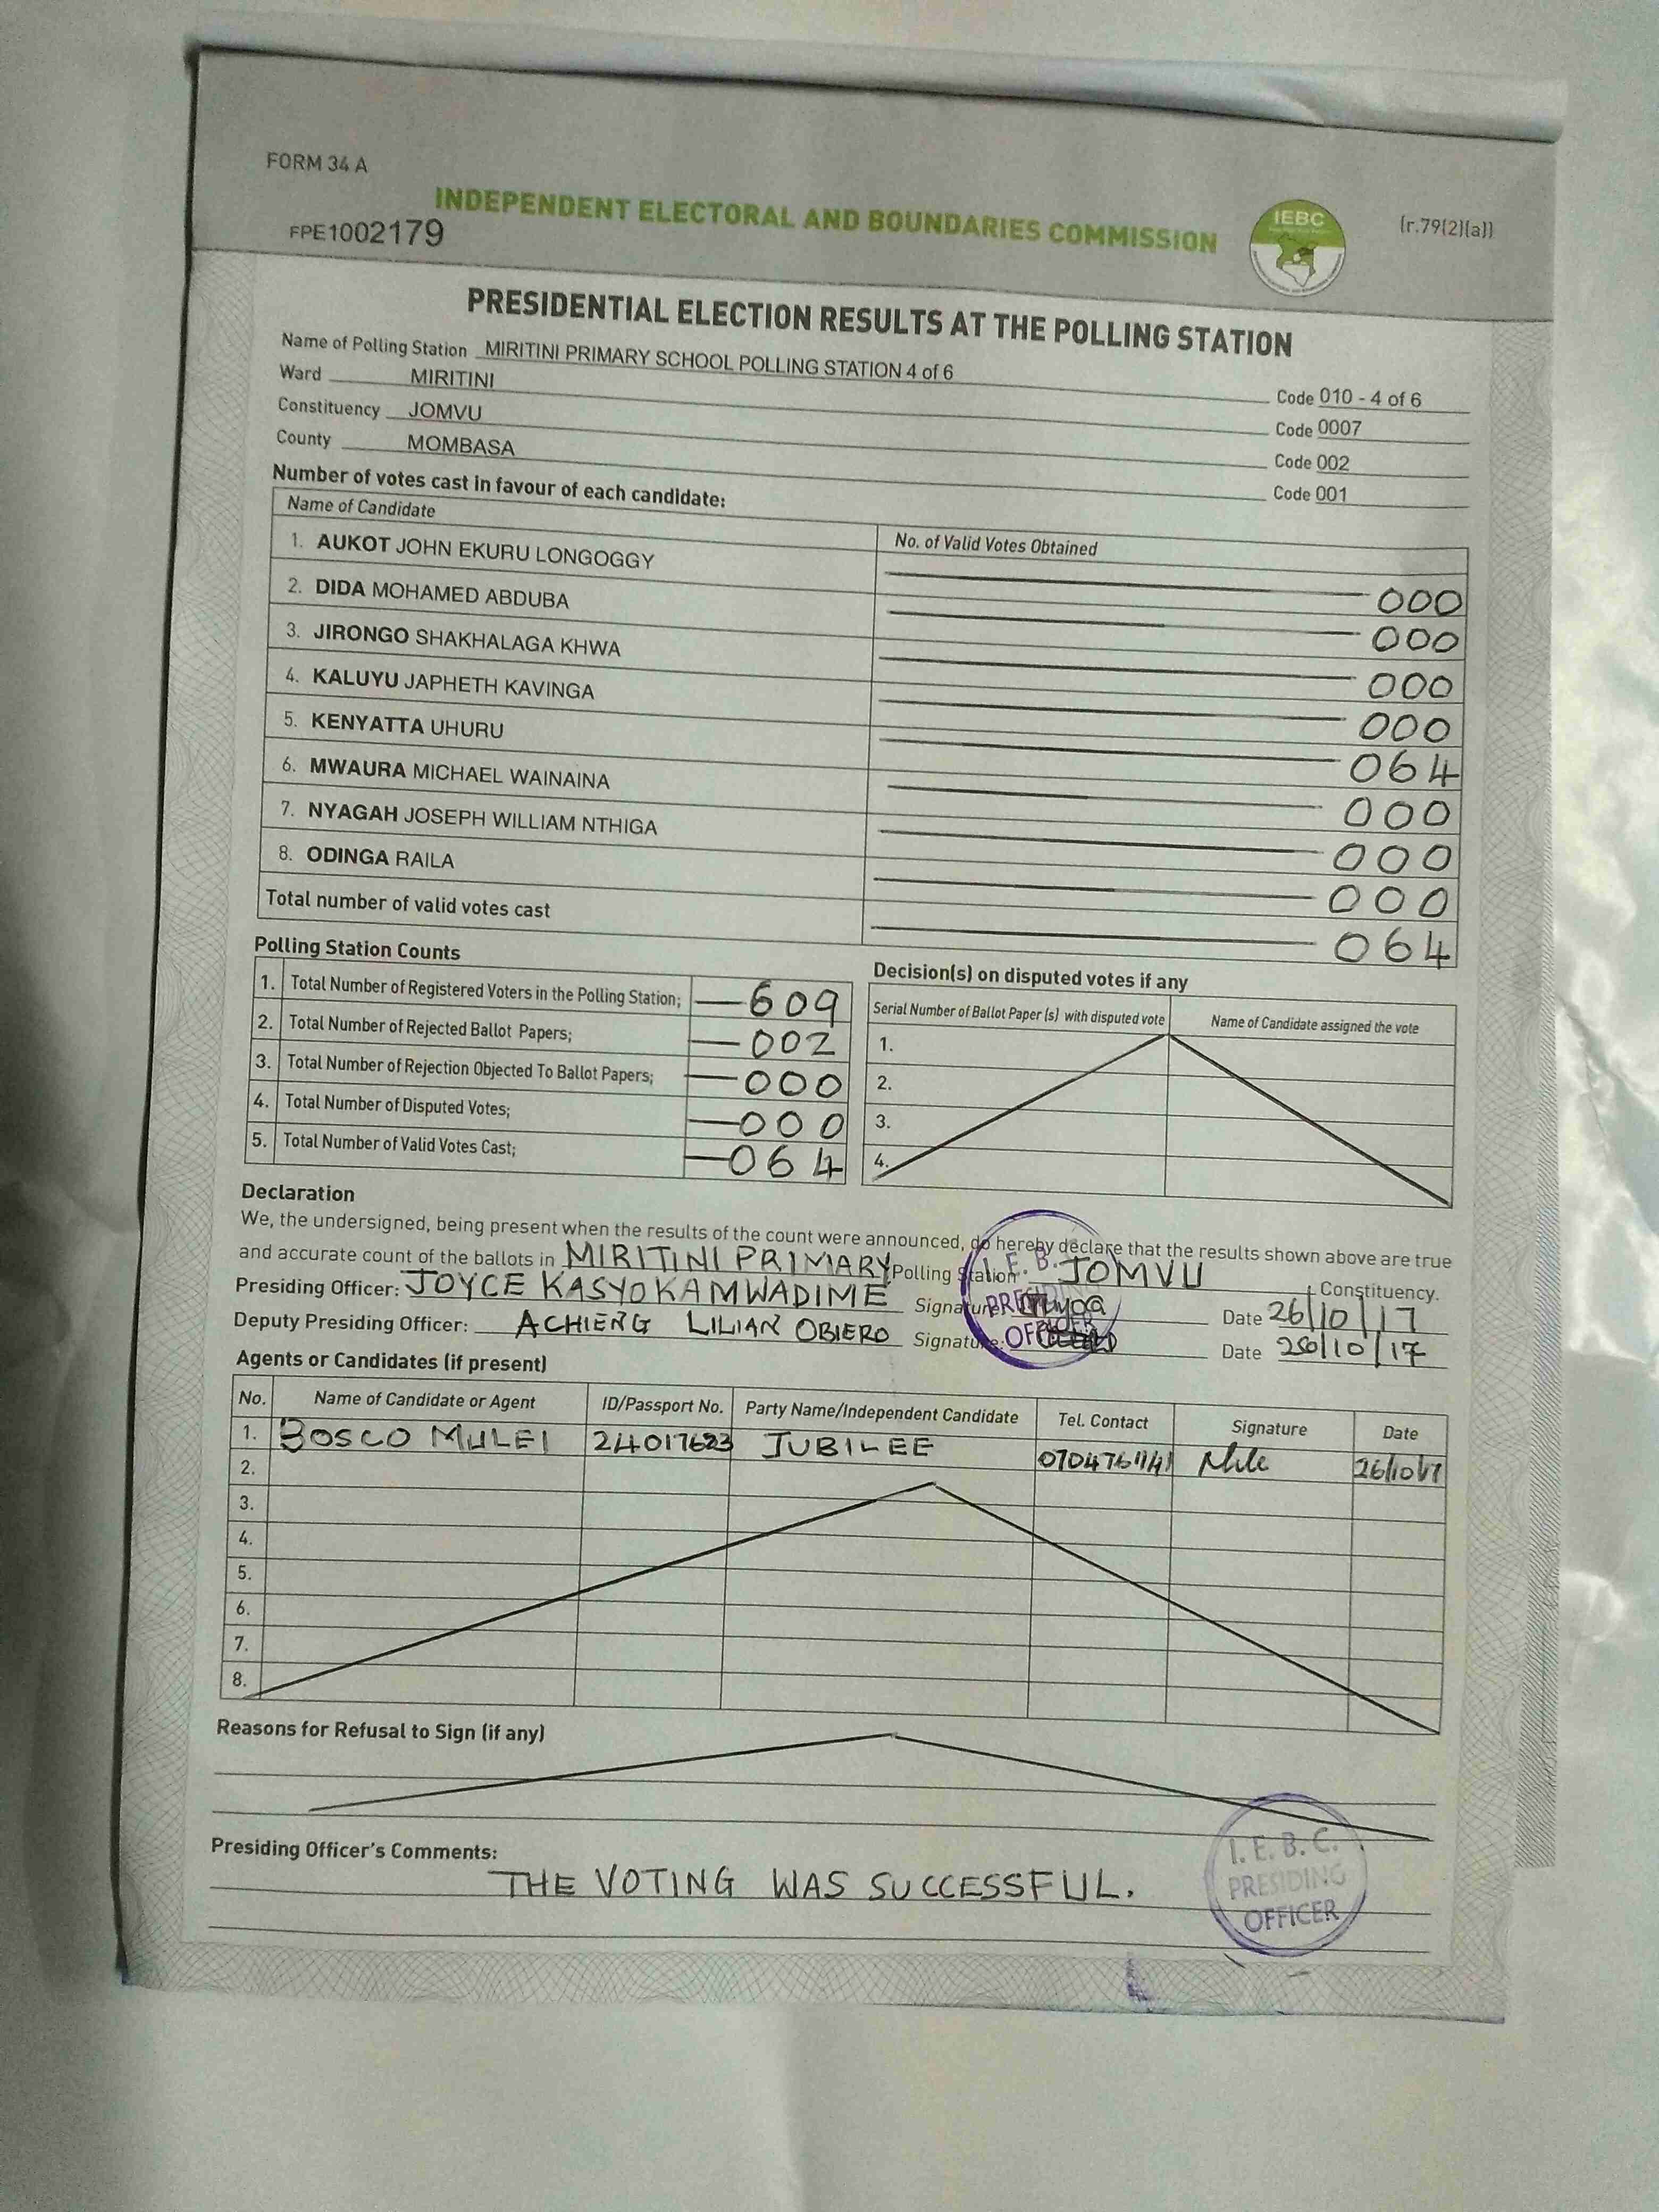 FORM 34 A
INDEPENDENT ELECTORAL AND BOUNDARIES COMMISSION
IEBC
(r.79(2)(a))
FPE1002179
PRESIDENTIAL ELECTION RESULTS AT THE POLLING STATION
Name of Polling Station MIRITINI PRIMARY SCHOOL POLLING STATION 4 of 6 Code 010 - 4 of 6
Ward MIRITINI Code 0007
Constituency JOMVU Code 002
County MOMBASA Code 001
Number of votes cast in favour of each candidate:
Name of Candidate No. of Valid Votes Obtained
1. AUKOT JOHN EKURU LONGOGGY 000
2. DIDA MOHAMED ABDUBA 000
3. JIRONGO SHAKHALAGA KHWA 000
4. KALUYU JAPHETH KAVINGA 000
5. KENYATTA UHURU 064
6. MWAURA MICHAEL WAINAINA 000
7. NYAGAH JOSEPH WILLIAM NTHIGA 000
8. ODINGA RAILA 000
Total number of valid votes cast 064
Polling Station Counts
1. Total Number of Registered Voters in the Polling Station; 609
2. Total Number of Rejected Ballot Papers; 002
3. Total Number of Rejection Objected To Ballot Papers; 000
4. Total Number of Disputed Votes; 000
5. Total Number of Valid Votes Cast; 064
Decision(s) on disputed votes if any
Serial Number of Ballot Paper (s) with disputed vote Name of Candidate assigned the vote
1.
2.
3.
4.
Declaration
We, the undersigned, being present when the results of the count were announced, do hereby declare that the results shown above are true
and accurate count of the ballots in MIRITINI PRIMARY Polling Station JOMVU Constituency.
Presiding Officer: JOYCE KASYOKA MWADIME Signature: Date 26/10/17
Deputy Presiding Officer: ACHIENG LILIAN OBIERO Signature: Date 26/10/17
I. E. B.
PRESIDING
OFFICER
Agents or Candidates (if present)
No. Name of Candidate or Agent ID/Passport No. Party Name/Independent Candidate Tel. Contact Signature Date
1. BOSCO MULEI 24017623 JUBILEE 26/10/17
2.
3.
4.
5.
6.
7.
8.
Reasons for Refusal to Sign (if any)
Presiding Officer's Comments:
THE VOTING WAS SUCCESSFUL.
I. E. B. C.
PRESIDING
OFFICER